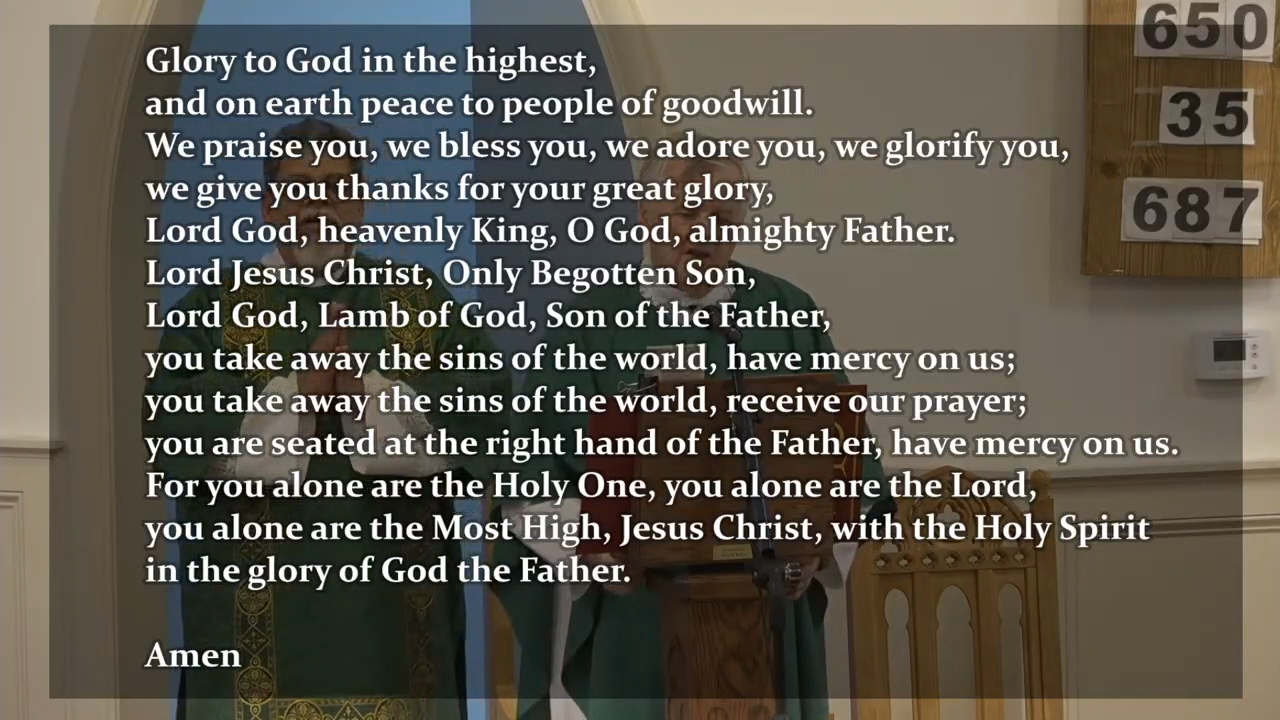 Glory to God in the highest,
and on earth peace to people of goodwill.
We praise you, we bless you, we adore you, we glorify you,
we give you thanks for your great glory,
Lord God, heavenly King, O God, almighty Father.
Lord Jesus Christ, Only Begotten Son,
Lord God, Lamb of God, Son of the Father,
you take away the sins of the world, have mercy on us;
you take away the sins of the world, receive our prayer;
you are seated at the right hand of the Father, have mercy on us.
For you alone are the Holy One, you alone are the Lord,
you alone are the Most High, Jesus Christ, with the Holy Spirit
in the glory of God the Father.
Amen
650
35
687